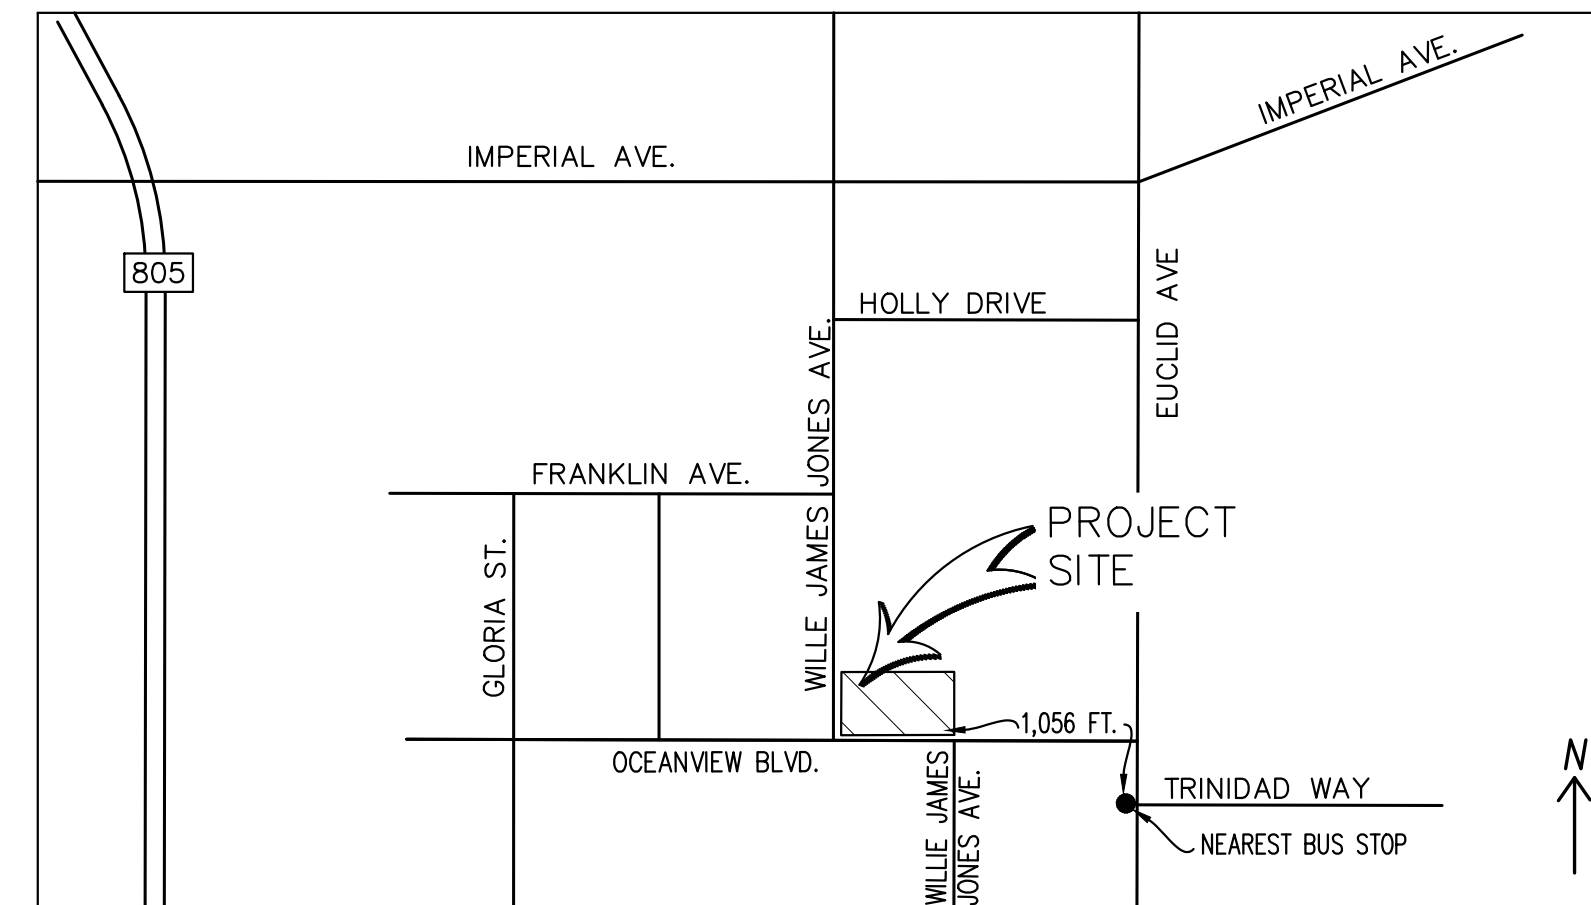 IMPERIAL AVE.
IMPERIAL AVE.
805
HOLLY DRIVE
EUCLID AVE
WILLE JAMES JONES AVE.
FRANKLIN AVE.
GLORIA ST.
PROJECT
SITE
1,056 FT.
OCEANVIEW BLVD.
WILLIE JAMES
JONES AVE.
TRINIDAD WAY
NEAREST BUS STOP
N